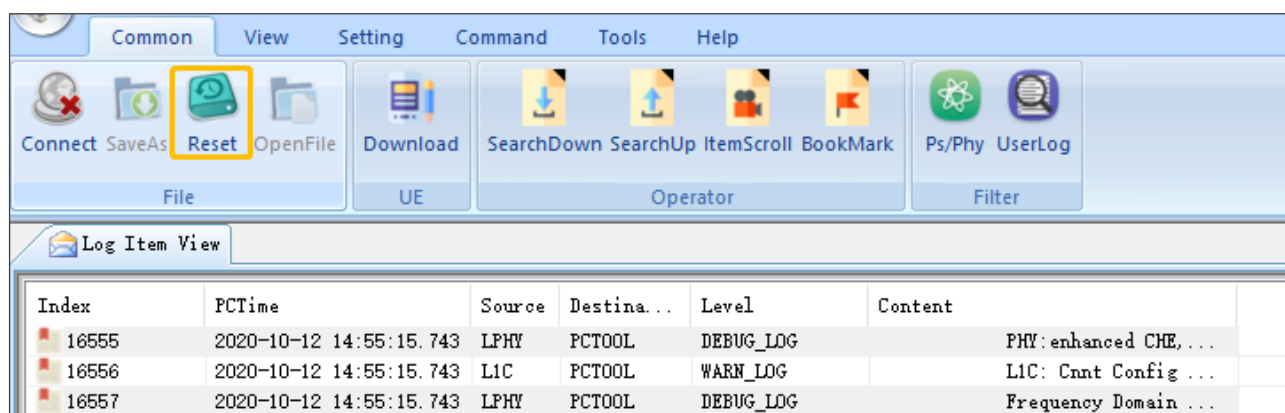 Common View Setting Command Tools Help
Connect SaveAs Reset OpenFile Download SearchDown SearchUp ItemScroll BookMark Ps/Phy UserLog
File UE Operator Filter
Log Item View
Index PCTime Source Destina... Level Content
16555 2020-10-12 14:55:15.743 LPHY PCTOOL DEBUG_LOG PHY:enhanced CHE,...
16556 2020-10-12 14:55:15.743 L1C PCTOOL WARN_LOG L1C: Cnnt Config ...
16557 2020-10-12 14:55:15.743 LPHY PCTOOL DEBUG_LOG Frequency Domain ...